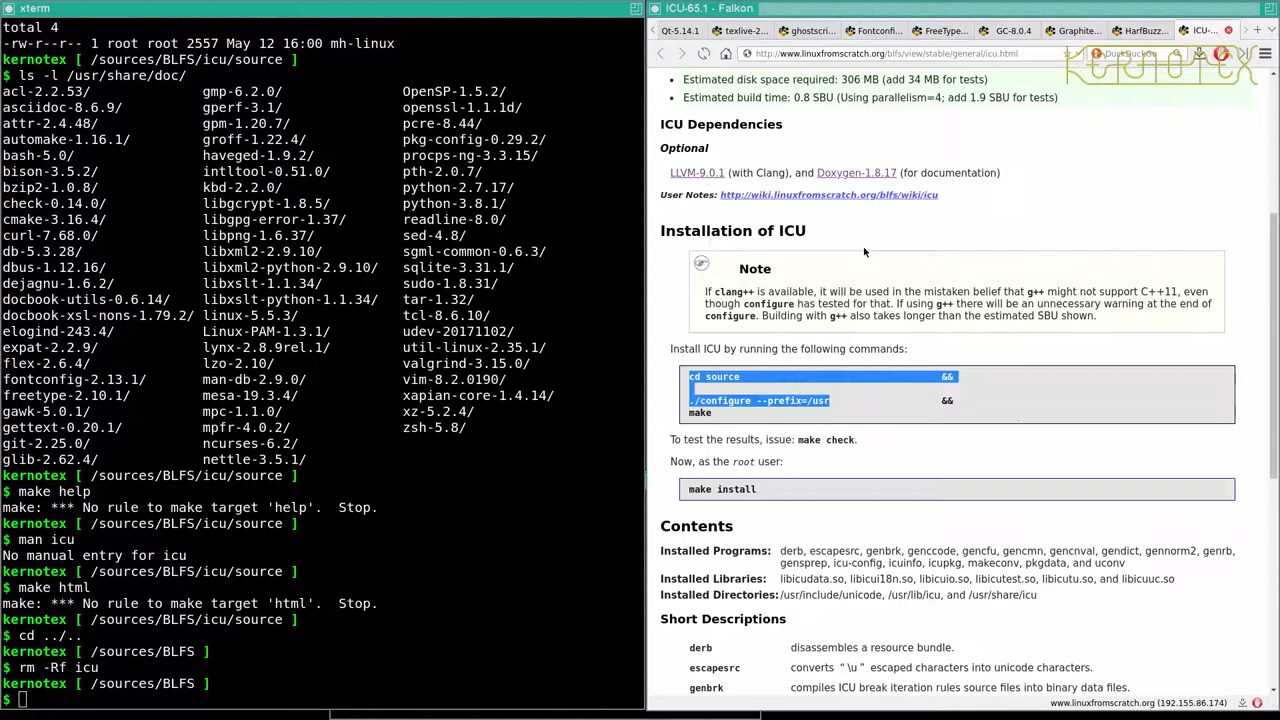 xterm
total 4
-rw-r--r-- 1 root root 2557 May 12 16:00 mh-linux
kernotex [ /sources/BLFS/icu/source ]
$ ls -l /usr/share/doc/
acl-2.2.53/ gmp-6.2.0/ OpenSP-1.5.2/
asciidoc-8.6.9/ gperf-3.1/ openssl-1.1.1d/
attr-2.4.48/ gpm-1.20.7/ pcre-8.44/
automake-1.16.1/ groff-1.22.4/ pkg-config-0.29.2/
bash-5.0/ haveged-1.9.2/ procps-ng-3.3.15/
bison-3.5.2/ intltool-0.51.0/ pth-2.0.7/
bzip2-1.0.8/ kbd-2.2.0/ python-2.7.17/
check-0.14.0/ libgcrypt-1.8.5/ python-3.8.1/
cmake-3.16.4/ libgpg-error-1.37/ readline-8.0/
curl-7.68.0/ libpng-1.6.37/ sed-4.8/
db-5.3.28/ libxml2-2.9.10/ sgml-common-0.6.3/
dbus-1.12.16/ libxml2-python-2.9.10/ sqlite-3.31.1/
dejagnu-1.6.2/ libxslt-1.1.34/ sudo-1.8.31/
docbook-utils-0.6.14/ libxslt-python-1.1.34/ tar-1.32/
docbook-xsl-nons-1.79.2/ linux-5.5.3/ tcl-8.6.10/
elogind-243.4/ Linux-PAM-1.3.1/ udev-20171102/
expat-2.2.9/ lynx-2.8.9rel.1/ util-linux-2.35.1/
flex-2.6.4/ lzo-2.10/ valgrind-3.15.0/
fontconfig-2.13.1/ man-db-2.9.0/ vim-8.2.0190/
freetype-2.10.1/ mesa-19.3.4/ xapian-core-1.4.14/
gawk-5.0.1/ mpc-1.1.0/ xz-5.2.4/
gettext-0.20.1/ mpfr-4.0.2/ zsh-5.8/
git-2.25.0/ ncurses-6.2/
glib-2.62.4/ nettle-3.5.1/
kernotex [ /sources/BLFS/icu/source ]
$ make help
make: *** No rule to make target 'help'.  Stop.
kernotex [ /sources/BLFS/icu/source ]
$ man icu
No manual entry for icu
kernotex [ /sources/BLFS/icu/source ]
$ make html
make: *** No rule to make target 'html'.  Stop.
kernotex [ /sources/BLFS/icu/source ]
$ cd ../..
kernotex [ /sources/BLFS ]
$ rm -Rf icu
kernotex [ /sources/BLFS ]
$
ICU-65.1 - Falkon
Qt-5.14.1 texlive-2... ghostscri... Fontconfi... FreeType... GC-8.0.4 Graphite... HarfBuzz... ICU-...
http://www.linuxfromscratch.org/blfs/view/stable/general/icu.html DuckDuckGo
KERNOTEX
Estimated disk space required: 306 MB (add 34 MB for tests)
Estimated build time: 0.8 SBU (Using parallelism=4; add 1.9 SBU for tests)
ICU Dependencies
Optional
LLVM-9.0.1 (with Clang), and Doxygen-1.8.17 (for documentation)
User Notes: http://wiki.linuxfromscratch.org/blfs/wiki/icu
Installation of ICU
Note
If clang++ is available, it will be used in the mistaken belief that g++ might not support C++11, even
though configure has tested for that. If using g++ there will be an unnecessary warning at the end of
configure. Building with g++ also takes longer than the estimated SBU shown.
Install ICU by running the following commands:
cd source &&
./configure --prefix=/usr &&
make
To test the results, issue: make check.
Now, as the root user:
make install
Contents
Installed Programs: derb, escapesrc, genbrk, genccode, gencfu, gencmn, gencnval, gendict, gennorm2, genrb,
gensprep, icu-config, icuinfo, icupkg, makeconv, pkgdata, and uconv
Installed Libraries: libicudata.so, libicui18n.so, libicuio.so, libicutest.so, libicutu.so, and libicuuc.so
Installed Directories: /usr/include/unicode, /usr/lib/icu, and /usr/share/icu
Short Descriptions
derb disassembles a resource bundle.
escapesrc converts “\u” escaped characters into unicode characters.
genbrk compiles ICU break iteration rules source files into binary data files.
www.linuxfromscratch.org (192.155.86.174)